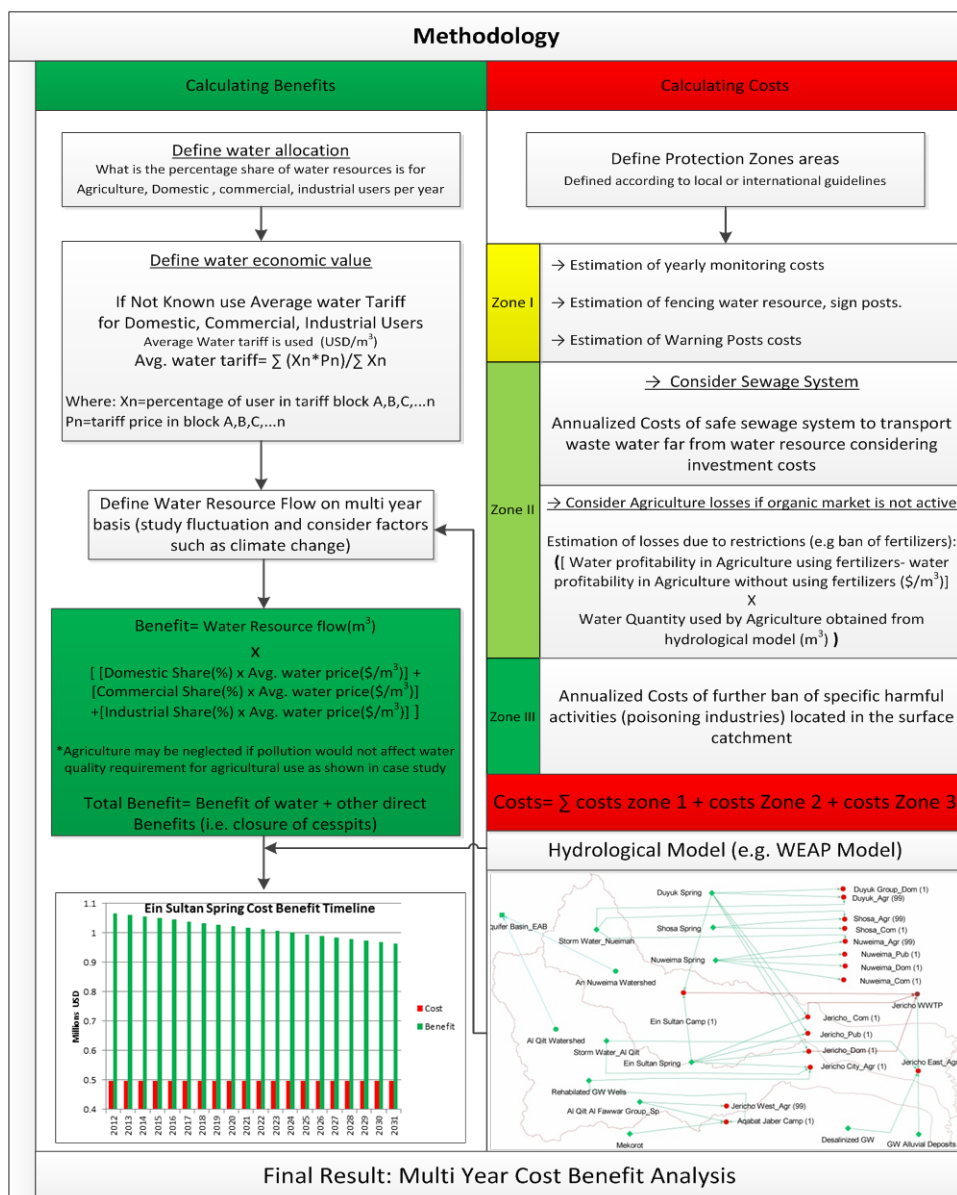 Methodology
Calculating Benefits
Define water allocation
What is the percentage share of water resources is for
Agriculture, Domestic , commercial, industrial users per year
Define water economic value
If Not Known use Average water Tariff
for Domestic, Commercial, Industrial Users
Average Water tariff is used (USD/m³)
Avg. water tariff= ∑ (Xn*Pn)/∑ Xn
Where: Xn=percentage of user in tariff block A,B,C,...n
Pn=tariff price in block A,B,C,...n
Define Water Resource Flow on multi year
basis (study fluctuation and consider factors
such as climate change)
Benefit= Water Resource flow(m³)
X
[ [Domestic Share(%) x Avg. water price($/m³)] +
[Commercial Share(%) x Avg. water price($/m³)]
+[Industrial Share(%) x Avg. water price($/m³)] ]
*Agriculture may be neglected if pollution would not affect water
quality requirement for agricultural use as shown in case study
Total Benefit= Benefit of water + other direct
Benefits (i.e. closure of cesspits)
Ein Sultan Spring Cost Benefit Timeline
Millions USD
1.1
1
0.9
0.8
0.7
0.6
0.5
0.4
2012 2013 2014 2015 2016 2017 2018 2019 2020 2021 2022 2023 2024 2025 2026 2027 2028 2029 2030 2031
Cost
Benefit
Calculating Costs
Define Protection Zones areas
Defined according to local or international guidelines
Zone I
→ Estimation of yearly monitoring costs
→ Estimation of fencing water resource, sign posts.
→ Estimation of Warning Posts costs
Zone II
→ Consider Sewage System
Annualized Costs of safe sewage system to transport
waste water far from water resource considering
investment costs
→ Consider Agriculture losses if organic market is not active
Estimation of losses due to restrictions (e.g ban of fertilizers):
([ Water profitability in Agriculture using fertilizers- water
profitability in Agriculture without using fertilizers ($/m³)]
X
Water Quantity used by Agriculture obtained from
hydrological model (m³) )
Zone III
Annualized Costs of further ban of specific harmful
activities (poisoning industries) located in the surface
catchment
Costs= ∑ costs zone 1 + costs Zone 2 + costs Zone 3
Hydrological Model (e.g. WEAP Model)
Duyuk Spring
Duyuk Group_Dom (1)
Duyuk_Agr (99)
quifer Basin_EAB
Storm Water_Nueimah
Shosa Spring
Shosa_Agr (99)
Shosa_Com (1)
Nuweima_Agr (99)
Nuweima Spring
Nuweima_Pub (1)
An Nuweima Watershed
Nuweima_Dom (1)
Nuweima_Com (1)
Jericho WWTP
Ein Sultan Camp (1)
Jericho_ Com (1)
Al Qilt Watershed
Jericho_Pub (1)
Storm Water_Al Qilt
Jericho_Dom (1)
Ein Sultan Spring
Jericho City_Agr (1)
Jericho East_Agr
Rehabilated GW Wells
Al Qilt Al Fawwar Group_Sp
Jericho West_Agr (99)
Aqabat Jaber Camp (1)
Mekorot
Desalinized GW
GW Alluvial Deposits
Final Result: Multi Year Cost Benefit Analysis